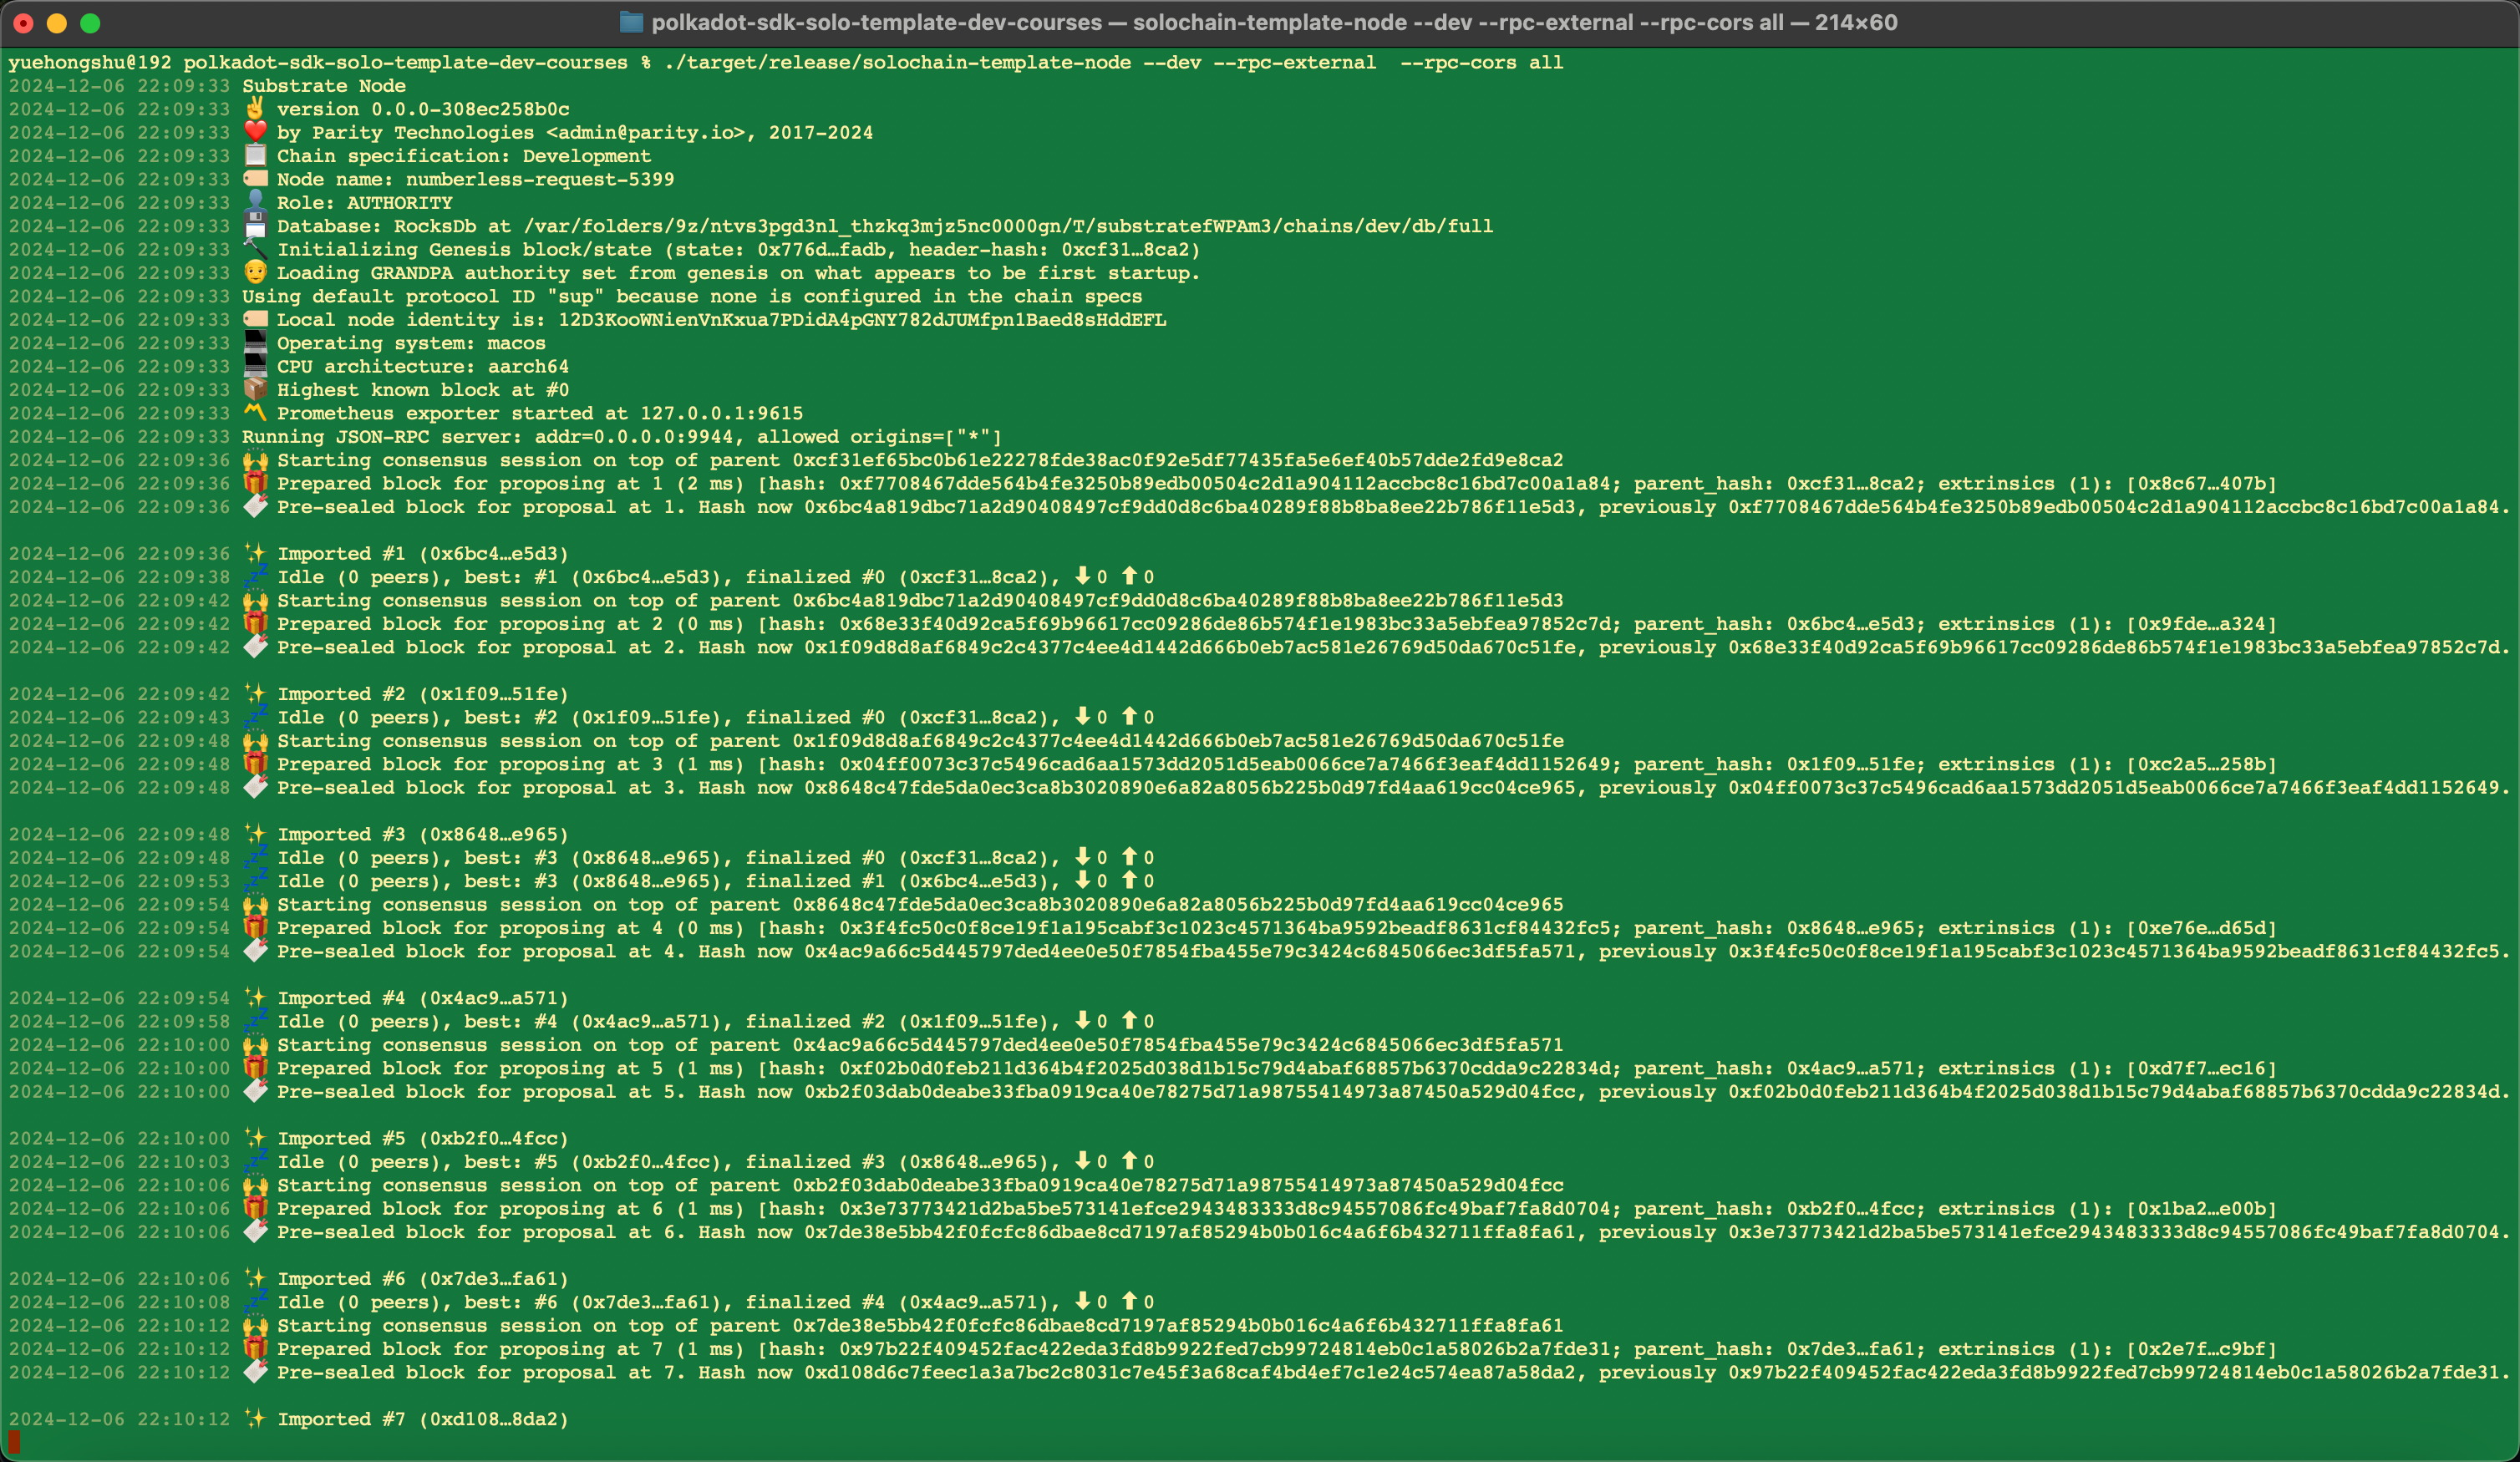 polkadot-sdk-solo-template-dev-courses — solochain-template-node --dev --rpc-external --rpc-cors all — 214×60
yuehongshu@192 polkadot-sdk-solo-template-dev-courses % ./target/release/solochain-template-node --dev --rpc-external  --rpc-cors all
2024-12-06 22:09:33 Substrate Node
2024-12-06 22:09:33 ✌️ version 0.0.0-308ec258b0c
2024-12-06 22:09:33 ❤️ by Parity Technologies <admin@parity.io>, 2017-2024
2024-12-06 22:09:33 📋 Chain specification: Development
2024-12-06 22:09:33 🏷 Node name: numberless-request-5399
2024-12-06 22:09:33 👤 Role: AUTHORITY
2024-12-06 22:09:33 💾 Database: RocksDb at /var/folders/9z/ntvs3pgd3nl_thzkq3mjz5nc0000gn/T/substratefWPAm3/chains/dev/db/full
2024-12-06 22:09:33 🔨 Initializing Genesis block/state (state: 0x776d…fadb, header-hash: 0xcf31…8ca2)
2024-12-06 22:09:33 👴 Loading GRANDPA authority set from genesis on what appears to be first startup.
2024-12-06 22:09:33 Using default protocol ID "sup" because none is configured in the chain specs
2024-12-06 22:09:33 🏷 Local node identity is: 12D3KooWNienVnKxua7PDidA4pGNY782dJUMfpn1Baed8sHddEFL
2024-12-06 22:09:33 💻 Operating system: macos
2024-12-06 22:09:33 💻 CPU architecture: aarch64
2024-12-06 22:09:33 📦 Highest known block at #0
2024-12-06 22:09:33 〽️ Prometheus exporter started at 127.0.0.1:9615
2024-12-06 22:09:33 Running JSON-RPC server: addr=0.0.0.0:9944, allowed origins=["*"]
2024-12-06 22:09:36 🙌 Starting consensus session on top of parent 0xcf31ef65bc0b61e22278fde38ac0f92e5df77435fa5e6ef40b57dde2fd9e8ca2
2024-12-06 22:09:36 🎁 Prepared block for proposing at 1 (2 ms) [hash: 0xf7708467dde564b4fe3250b89edb00504c2d1a904112accbc8c16bd7c00a1a84; parent_hash: 0xcf31…8ca2; extrinsics (1): [0x8c67…407b]
2024-12-06 22:09:36 🔖 Pre-sealed block for proposal at 1. Hash now 0x6bc4a819dbc71a2d90408497cf9dd0d8c6ba40289f88b8ba8ee22b786f11e5d3, previously 0xf7708467dde564b4fe3250b89edb00504c2d1a904112accbc8c16bd7c00a1a84.
2024-12-06 22:09:36 ✨ Imported #1 (0x6bc4…e5d3)
2024-12-06 22:09:38 💤 Idle (0 peers), best: #1 (0x6bc4…e5d3), finalized #0 (0xcf31…8ca2), ⬇ 0 ⬆ 0
2024-12-06 22:09:42 🙌 Starting consensus session on top of parent 0x6bc4a819dbc71a2d90408497cf9dd0d8c6ba40289f88b8ba8ee22b786f11e5d3
2024-12-06 22:09:42 🎁 Prepared block for proposing at 2 (0 ms) [hash: 0x68e33f40d92ca5f69b96617cc09286de86b574f1e1983bc33a5ebfea97852c7d; parent_hash: 0x6bc4…e5d3; extrinsics (1): [0x9fde…a324]
2024-12-06 22:09:42 🔖 Pre-sealed block for proposal at 2. Hash now 0x1f09d8d8af6849c2c4377c4ee4d1442d666b0eb7ac581e26769d50da670c51fe, previously 0x68e33f40d92ca5f69b96617cc09286de86b574f1e1983bc33a5ebfea97852c7d.
2024-12-06 22:09:42 ✨ Imported #2 (0x1f09…51fe)
2024-12-06 22:09:43 💤 Idle (0 peers), best: #2 (0x1f09…51fe), finalized #0 (0xcf31…8ca2), ⬇ 0 ⬆ 0
2024-12-06 22:09:48 🙌 Starting consensus session on top of parent 0x1f09d8d8af6849c2c4377c4ee4d1442d666b0eb7ac581e26769d50da670c51fe
2024-12-06 22:09:48 🎁 Prepared block for proposing at 3 (1 ms) [hash: 0x04ff0073c37c5496cad6aa1573dd2051d5eab0066ce7a7466f3eaf4dd1152649; parent_hash: 0x1f09…51fe; extrinsics (1): [0xc2a5…258b]
2024-12-06 22:09:48 🔖 Pre-sealed block for proposal at 3. Hash now 0x8648c47fde5da0ec3ca8b3020890e6a82a8056b225b0d97fd4aa619cc04ce965, previously 0x04ff0073c37c5496cad6aa1573dd2051d5eab0066ce7a7466f3eaf4dd1152649.
2024-12-06 22:09:48 ✨ Imported #3 (0x8648…e965)
2024-12-06 22:09:48 💤 Idle (0 peers), best: #3 (0x8648…e965), finalized #0 (0xcf31…8ca2), ⬇ 0 ⬆ 0
2024-12-06 22:09:53 💤 Idle (0 peers), best: #3 (0x8648…e965), finalized #1 (0x6bc4…e5d3), ⬇ 0 ⬆ 0
2024-12-06 22:09:54 🙌 Starting consensus session on top of parent 0x8648c47fde5da0ec3ca8b3020890e6a82a8056b225b0d97fd4aa619cc04ce965
2024-12-06 22:09:54 🎁 Prepared block for proposing at 4 (0 ms) [hash: 0x3f4fc50c0f8ce19f1a195cabf3c1023c4571364ba9592beadf8631cf84432fc5; parent_hash: 0x8648…e965; extrinsics (1): [0xe76e…d65d]
2024-12-06 22:09:54 🔖 Pre-sealed block for proposal at 4. Hash now 0x4ac9a66c5d445797ded4ee0e50f7854fba455e79c3424c6845066ec3df5fa571, previously 0x3f4fc50c0f8ce19f1a195cabf3c1023c4571364ba9592beadf8631cf84432fc5.
2024-12-06 22:09:54 ✨ Imported #4 (0x4ac9…a571)
2024-12-06 22:09:58 💤 Idle (0 peers), best: #4 (0x4ac9…a571), finalized #2 (0x1f09…51fe), ⬇ 0 ⬆ 0
2024-12-06 22:10:00 🙌 Starting consensus session on top of parent 0x4ac9a66c5d445797ded4ee0e50f7854fba455e79c3424c6845066ec3df5fa571
2024-12-06 22:10:00 🎁 Prepared block for proposing at 5 (1 ms) [hash: 0xf02b0d0feb211d364b4f2025d038d1b15c79d4abaf68857b6370cdda9c22834d; parent_hash: 0x4ac9…a571; extrinsics (1): [0xd7f7…ec16]
2024-12-06 22:10:00 🔖 Pre-sealed block for proposal at 5. Hash now 0xb2f03dab0deabe33fba0919ca40e78275d71a98755414973a87450a529d04fcc, previously 0xf02b0d0feb211d364b4f2025d038d1b15c79d4abaf68857b6370cdda9c22834d.
2024-12-06 22:10:00 ✨ Imported #5 (0xb2f0…4fcc)
2024-12-06 22:10:03 💤 Idle (0 peers), best: #5 (0xb2f0…4fcc), finalized #3 (0x8648…e965), ⬇ 0 ⬆ 0
2024-12-06 22:10:06 🙌 Starting consensus session on top of parent 0xb2f03dab0deabe33fba0919ca40e78275d71a98755414973a87450a529d04fcc
2024-12-06 22:10:06 🎁 Prepared block for proposing at 6 (1 ms) [hash: 0x3e73773421d2ba5be573141efce2943483333d8c94557086fc49baf7fa8d0704; parent_hash: 0xb2f0…4fcc; extrinsics (1): [0x1ba2…e00b]
2024-12-06 22:10:06 🔖 Pre-sealed block for proposal at 6. Hash now 0x7de38e5bb42f0fcfc86dbae8cd7197af85294b0b016c4a6f6b432711ffa8fa61, previously 0x3e73773421d2ba5be573141efce2943483333d8c94557086fc49baf7fa8d0704.
2024-12-06 22:10:06 ✨ Imported #6 (0x7de3…fa61)
2024-12-06 22:10:08 💤 Idle (0 peers), best: #6 (0x7de3…fa61), finalized #4 (0x4ac9…a571), ⬇ 0 ⬆ 0
2024-12-06 22:10:12 🙌 Starting consensus session on top of parent 0x7de38e5bb42f0fcfc86dbae8cd7197af85294b0b016c4a6f6b432711ffa8fa61
2024-12-06 22:10:12 🎁 Prepared block for proposing at 7 (1 ms) [hash: 0x97b22f409452fac422eda3fd8b9922fed7cb99724814eb0c1a58026b2a7fde31; parent_hash: 0x7de3…fa61; extrinsics (1): [0x2e7f…c9bf]
2024-12-06 22:10:12 🔖 Pre-sealed block for proposal at 7. Hash now 0xd108d6c7feec1a3a7bc2c8031c7e45f3a68caf4bd4ef7c1e24c574ea87a58da2, previously 0x97b22f409452fac422eda3fd8b9922fed7cb99724814eb0c1a58026b2a7fde31.
2024-12-06 22:10:12 ✨ Imported #7 (0xd108…8da2)